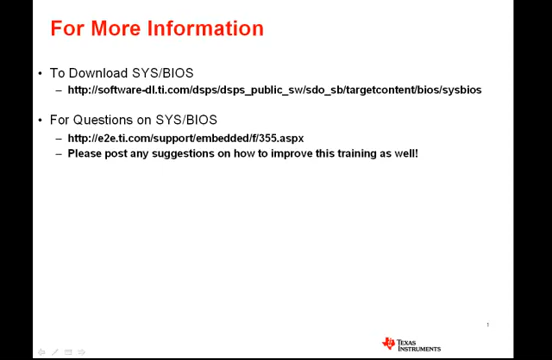 For More Information
• To Download SYS/BIOS
– http://software-dl.ti.com/dsps/dsps_public_sw/sdo_sb/targetcontent/bios/sysbios
• For Questions on SYS/BIOS
– http://e2e.ti.com/support/embedded/f/355.aspx
– Please post any suggestions on how to improve this training as well!
1
TEXAS
INSTRUMENTS